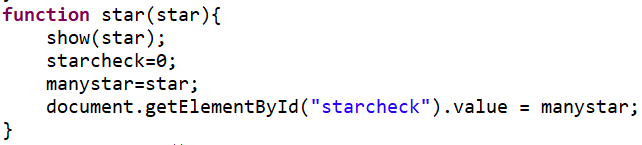 function star(star){
show(star);
starcheck=0;
manystar=star;
document.getElementById("starcheck").value = manystar;
}